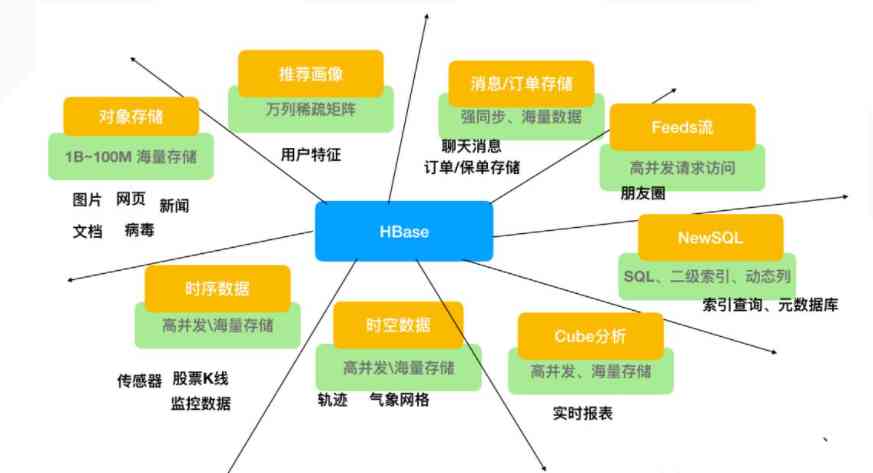 推荐画像
万列稀疏矩阵
用户特征
消息/订单存储
强同步、海量数据
聊天消息
订单/保单存储
对象存储
1B~100M 海量存储
图片 网页 新闻
文档 病毒
Feeds流
高并发请求访问
朋友圈
HBase
NewSQL
SQL、二级索引、动态列
索引查询、元数据库
时序数据
高并发\海量存储
传感器 股票K线
监控数据
时空数据
高并发\海量存储
轨迹 气象网格
Cube分析
高并发、海量存储
实时报表
、